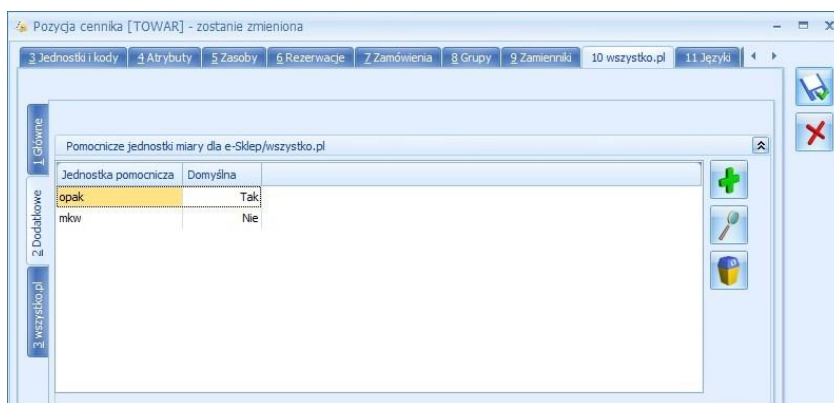 Pozycja cennika [TOWAR] - zostanie zmieniona
3 Jednostki i kody 4 Atrybuty 5 Zasoby 6 Rezerwacje 7 Zamówienia 8 Grupy 9 Zamienniki 10 wszystko.pl 11 Języki
1 Główne
2 Dodatkowe
3 wszystko.pl
Pomocnicze jednostki miary dla e-Sklep/wszystko.pl
Jednostka pomocnicza Domyślna
opak Tak
mkw Nie